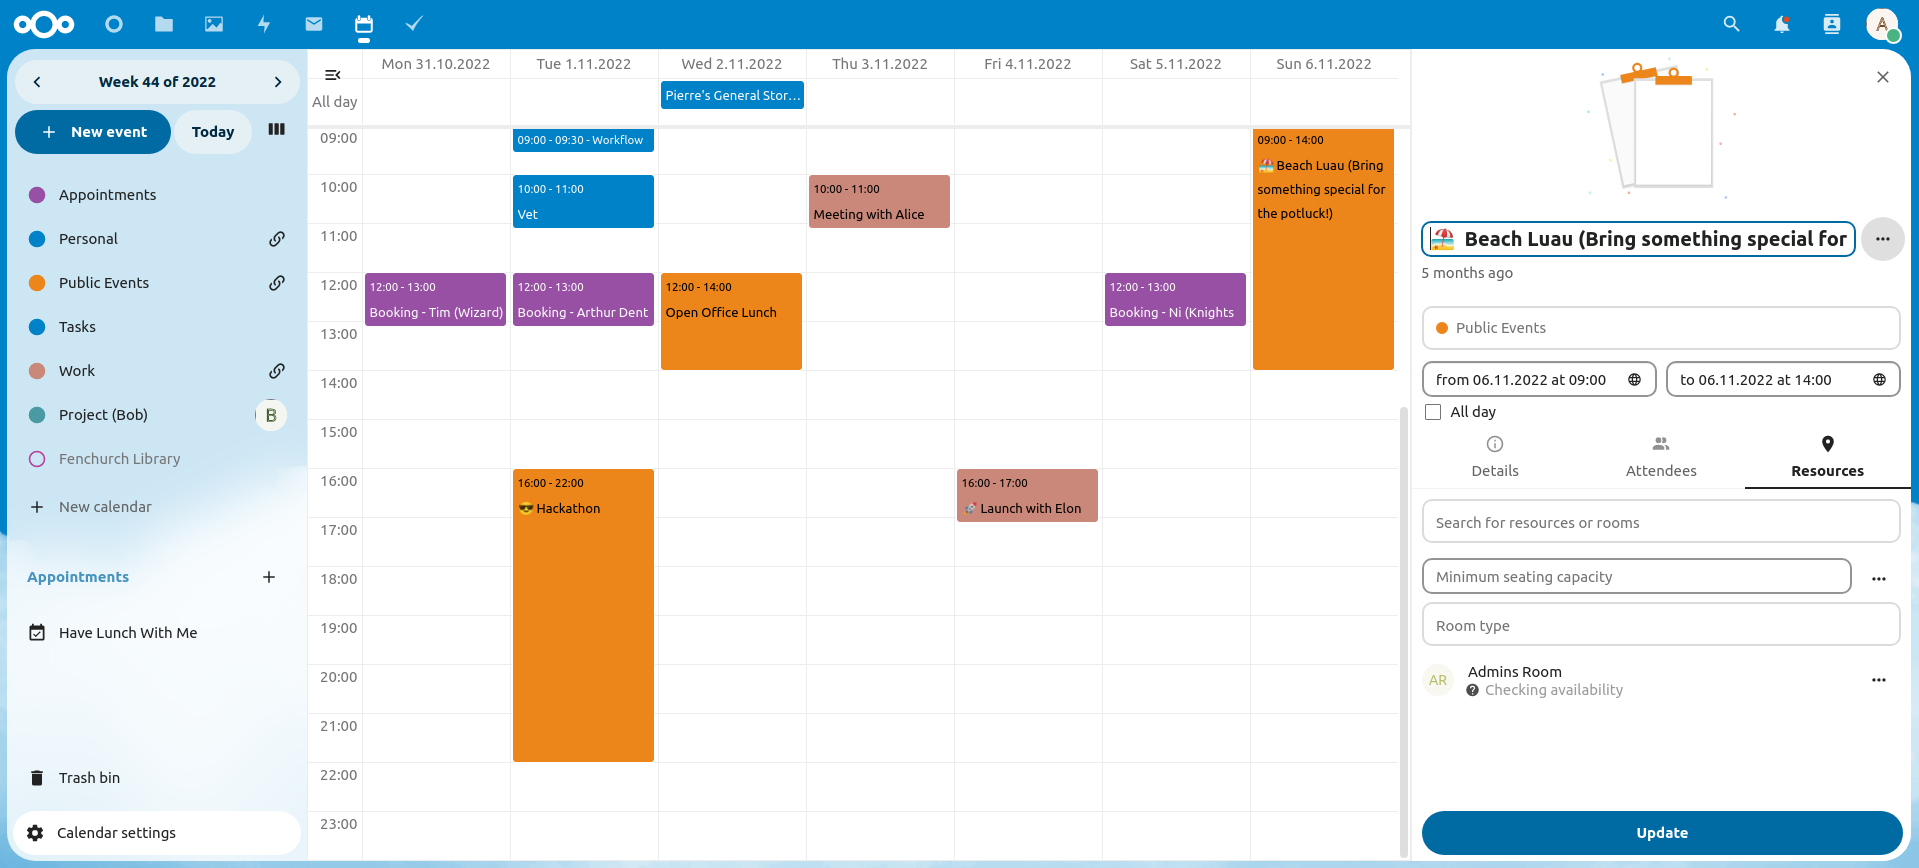 A
Week 44 of 2022
New event
Today
Appointments
Personal
Public Events
Tasks
Work
Project (Bob)
B
Fenchurch Library
New calendar
Appointments
Have Lunch With Me
Trash bin
Calendar settings
Mon 31.10.2022
Tue 1.11.2022
Wed 2.11.2022
Thu 3.11.2022
Fri 4.11.2022
Sat 5.11.2022
Sun 6.11.2022
All day
Pierre's General Stor...
09:00
10:00
11:00
12:00
13:00
14:00
15:00
16:00
17:00
18:00
19:00
20:00
21:00
22:00
23:00
12:00 - 13:00
Booking - Tim (Wizard)
09:00 - 09:30 - Workflow
10:00 - 11:00
Vet
12:00 - 13:00
Booking - Arthur Dent
16:00 - 22:00
😎 Hackathon
12:00 - 14:00
Open Office Lunch
10:00 - 11:00
Meeting with Alice
16:00 - 17:00
🚀 Launch with Elon
12:00 - 13:00
Booking - Ni (Knights
09:00 - 14:00
🏖️ Beach Luau (Bring
something special for
the potluck!)
🏖️ Beach Luau (Bring something special for
5 months ago
Public Events
from 06.11.2022 at 09:00
to 06.11.2022 at 14:00
All day
Details
Attendees
Resources
Search for resources or rooms
Minimum seating capacity
Room type
AR
Admins Room
Checking availability
Update